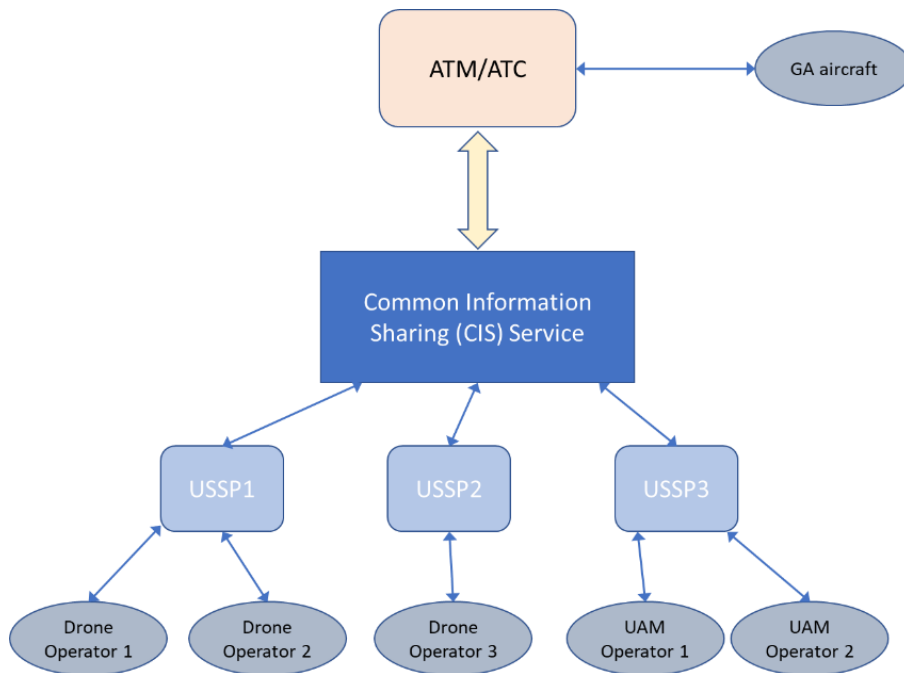 ATM/ATC
GA aircraft
Common Information
Sharing (CIS) Service
USSP1
USSP2
USSP3
Drone
Operator 1
Drone
Operator 2
Drone
Operator 3
UAM
Operator 1
UAM
Operator 2